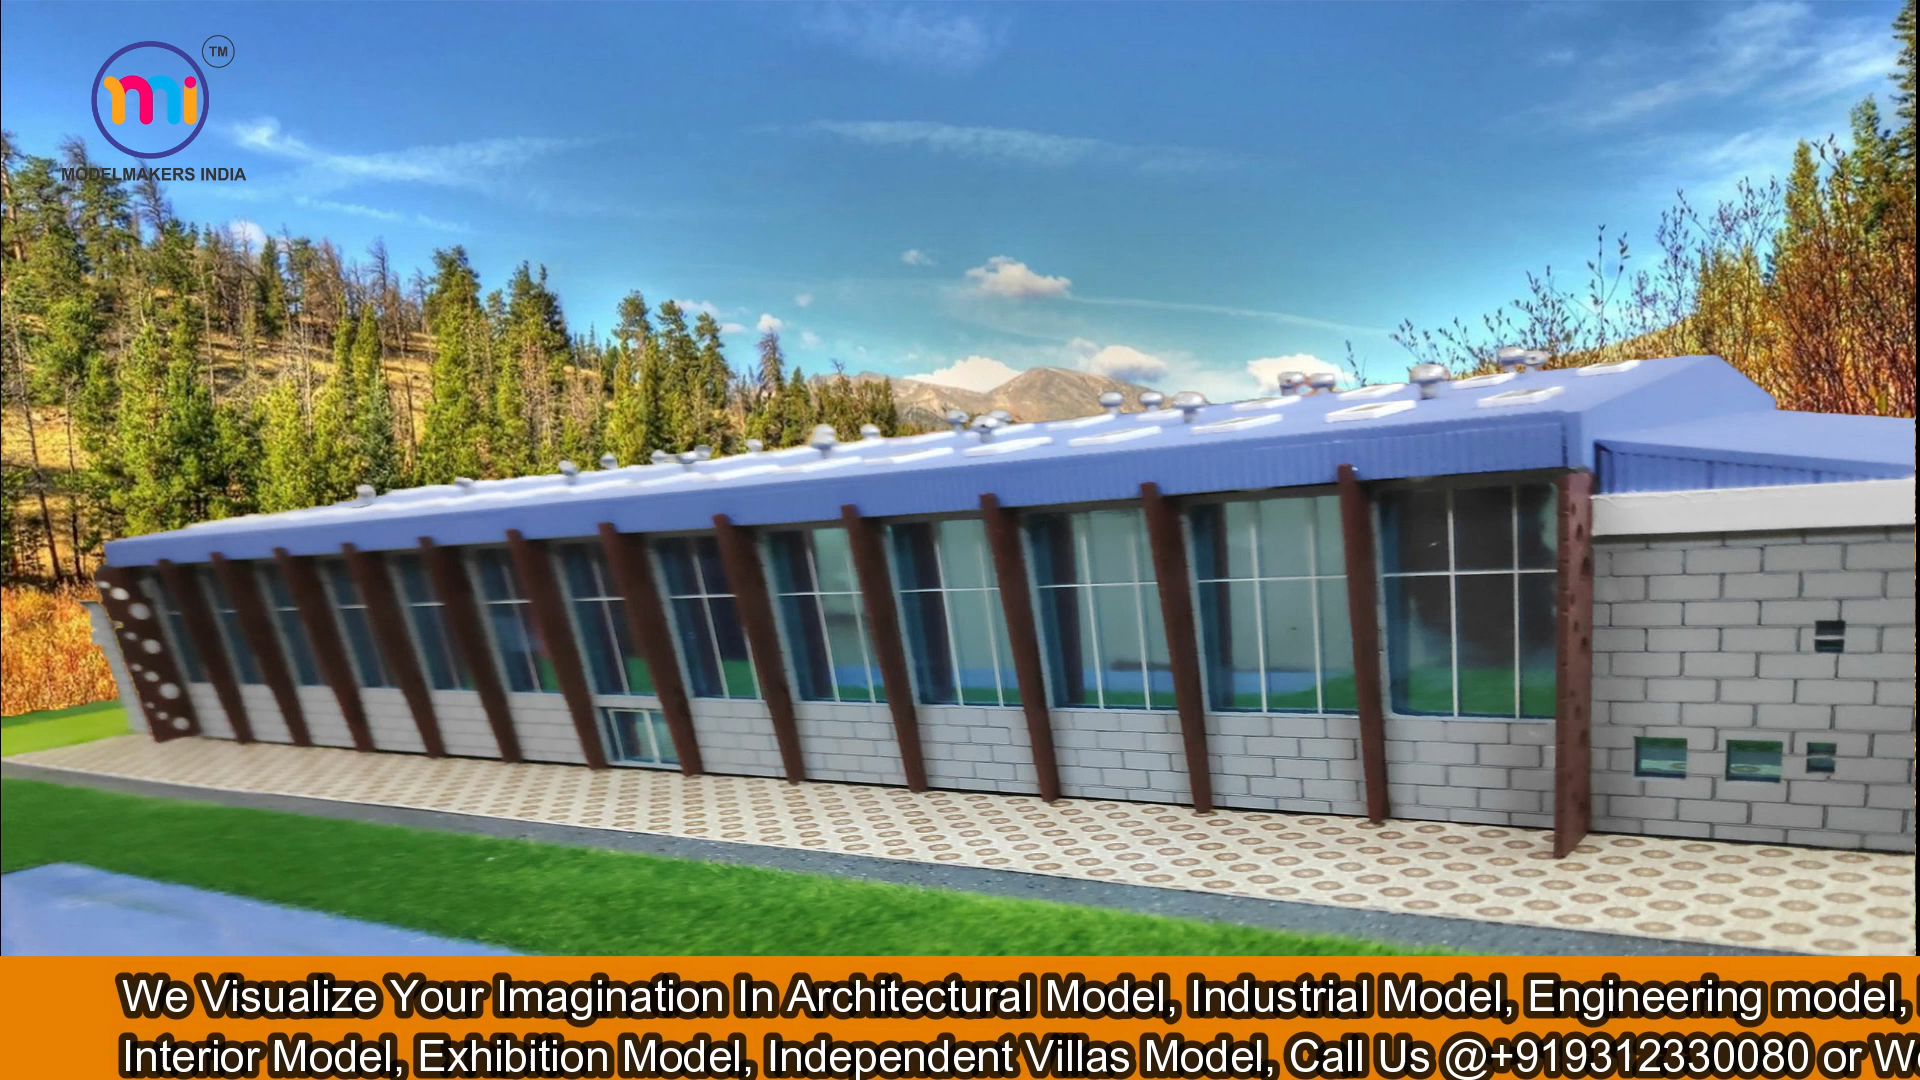 TM
mi
MODELMAKERS INDIA
We Visualize Your Imagination In Architectural Model, Industrial Model, Engineering model,
Interior Model, Exhibition Model, Independent Villas Model, Call Us @+919312330080 or